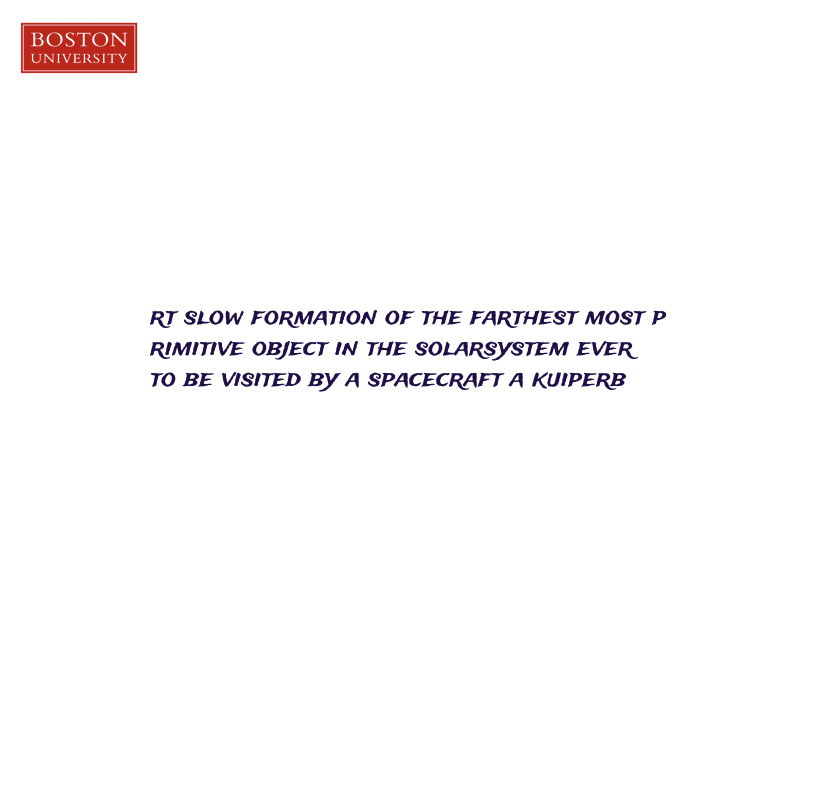 BOSTON
UNIVERSITY
RT SLOW FORMATION OF THE FARTHEST MOST P
RIMITIVE OBJECT IN THE SOLARSYSTEM EVER
TO BE VISITED BY A SPACECRAFT A KUIPERB